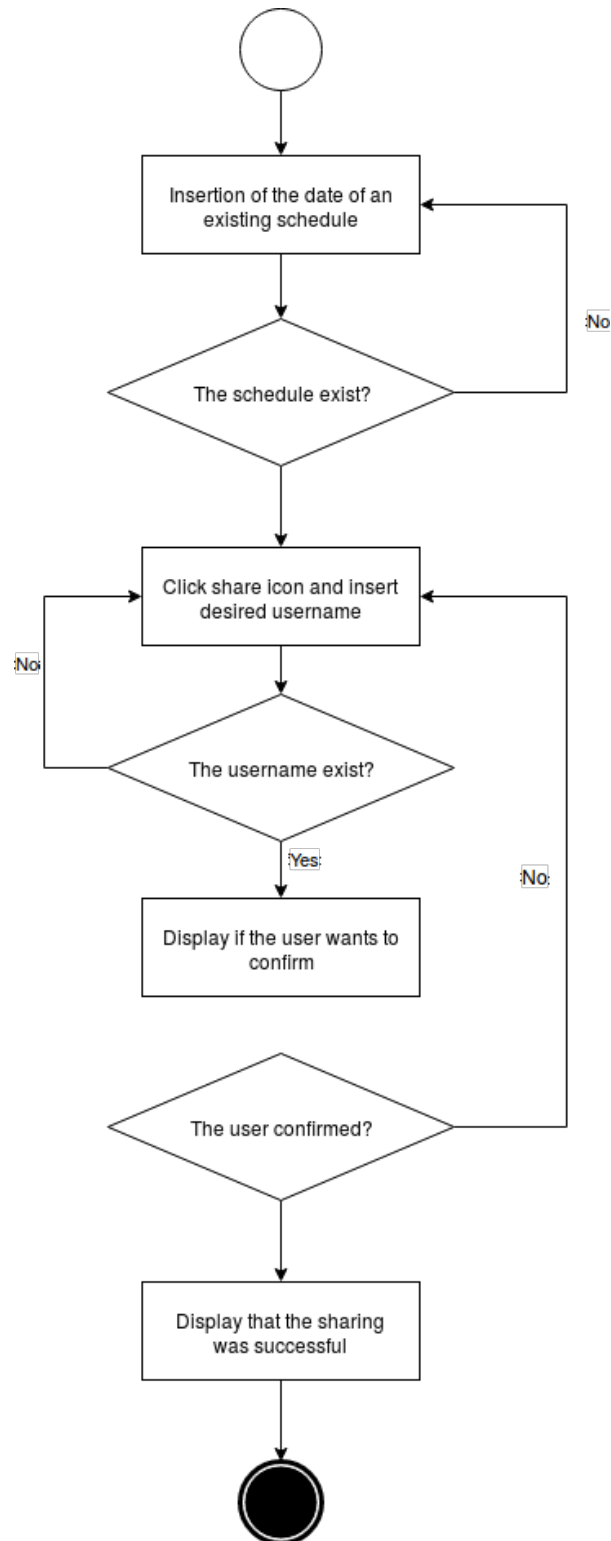 Insertion of the date of an
existing schedule
:No
The schedule exist?
Click share icon and insert
desired username
:No:
The username exist?
:Yes:
No:
Display if the user wants to
confirm
The user confirmed?
Display that the sharing
was successful